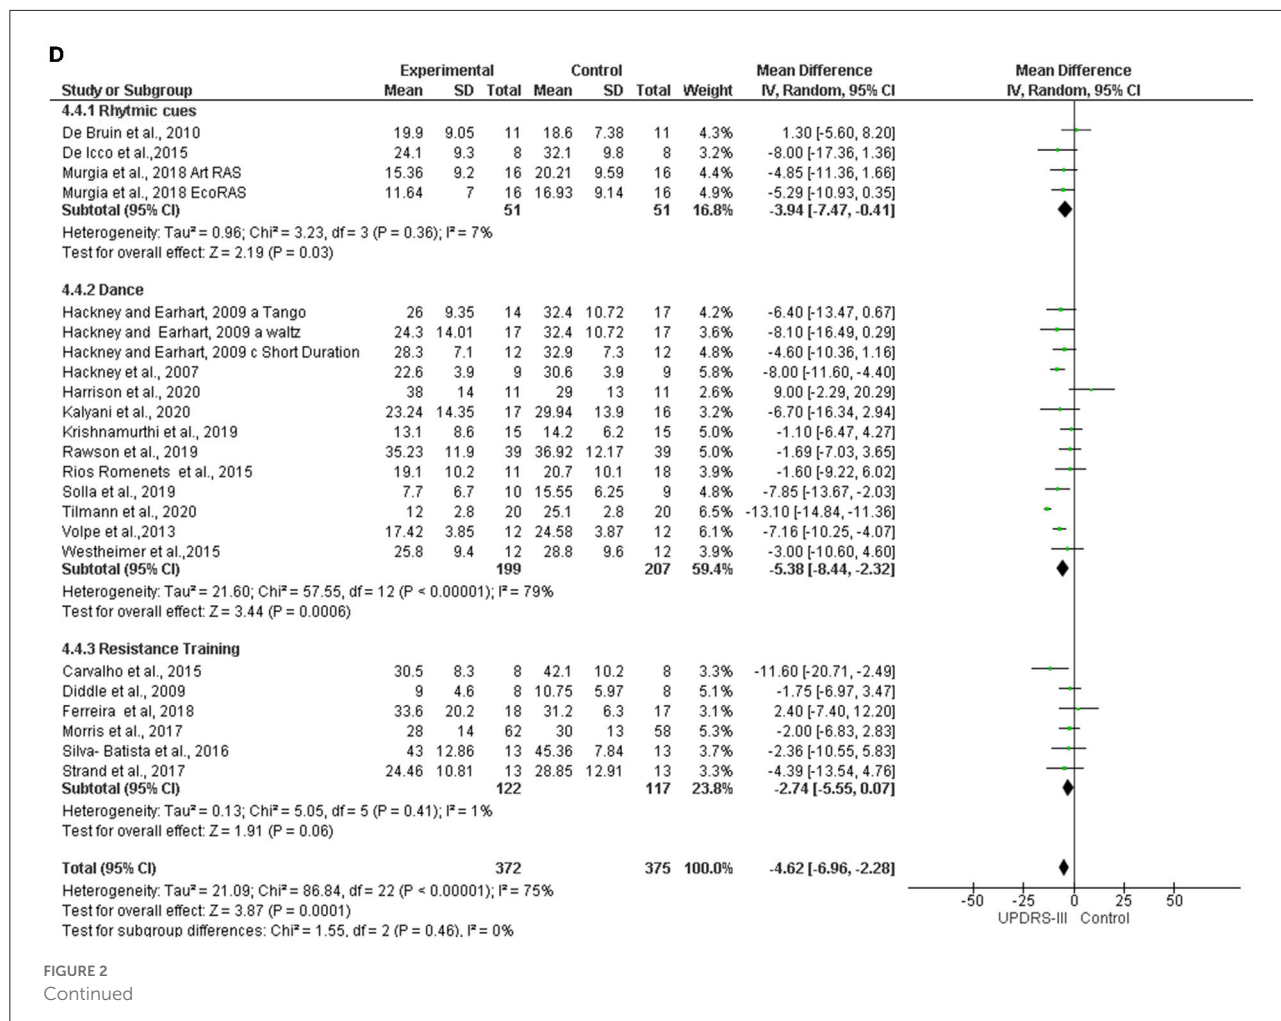 D
Experimental Control Mean Difference Mean Difference
Study or Subgroup Mean SD Total Mean SD Total Weight IV, Random, 95% CI IV, Random, 95% CI
4.4.1 Rhytmic cues
De Bruin et al., 2010 19.9 9.05 11 18.6 7.38 11 4.3% 1.30 [-5.60, 8.20]
De Icco et al.,2015 24.1 9.3 8 32.1 9.8 8 3.2% -8.00 [-17.36, 1.36]
Murgia et al., 2018 Art RAS 15.36 9.2 16 20.21 9.59 16 4.4% -4.85 [-11.36, 1.66]
Murgia et al., 2018 EcoRAS 11.64 7 16 16.93 9.14 16 4.9% -5.29 [-10.93, 0.35]
Subtotal (95% CI) 51 51 16.8% -3.94 [-7.47, -0.41]
Heterogeneity: Tau² = 0.96; Chi² = 3.23, df = 3 (P = 0.36); I² = 7%
Test for overall effect: Z = 2.19 (P = 0.03)
4.4.2 Dance
Hackney and Earhart, 2009 a Tango 26 9.35 14 32.4 10.72 17 4.2% -6.40 [-13.47, 0.67]
Hackney and Earhart, 2009 a waltz 24.3 14.01 17 32.4 10.72 17 3.6% -8.10 [-16.49, 0.29]
Hackney and Earhart, 2009 c Short Duration 28.3 7.1 12 32.9 7.3 12 4.8% -4.60 [-10.36, 1.16]
Hackney et al., 2007 22.6 3.9 9 30.6 3.9 9 5.8% -8.00 [-11.60, -4.40]
Harrison et al., 2020 38 14 11 29 13 11 2.6% 9.00 [-2.29, 20.29]
Kalyani et al., 2020 23.24 14.35 17 29.94 13.9 16 3.2% -6.70 [-16.34, 2.94]
Krishnamurthi et al., 2019 13.1 8.6 15 14.2 6.2 15 5.0% -1.10 [-6.47, 4.27]
Rawson et al., 2019 35.23 11.9 39 36.92 12.17 39 5.0% -1.69 [-7.03, 3.65]
Rios Romenets et al., 2015 19.1 10.2 11 20.7 10.1 18 3.9% -1.60 [-9.22, 6.02]
Solla et al., 2019 7.7 6.7 10 15.55 6.25 9 4.8% -7.85 [-13.67, -2.03]
Tilmann et al., 2020 12 2.8 20 25.1 2.8 20 6.5% -13.10 [-14.84, -11.36]
Volpe et al.,2013 17.42 3.85 12 24.58 3.87 12 6.1% -7.16 [-10.25, -4.07]
Westheimer et al.,2015 25.8 9.4 12 28.8 9.6 12 3.9% -3.00 [-10.60, 4.60]
Subtotal (95% CI) 199 207 59.4% -5.38 [-8.44, -2.32]
Heterogeneity: Tau² = 21.60; Chi² = 57.55, df = 12 (P < 0.00001); I² = 79%
Test for overall effect: Z = 3.44 (P = 0.0006)
4.4.3 Resistance Training
Carvalho et al., 2015 30.5 8.3 8 42.1 10.2 8 3.3% -11.60 [-20.71, -2.49]
Diddle et al., 2009 9 4.6 8 10.75 5.97 8 5.1% -1.75 [-6.97, 3.47]
Ferreira et al, 2018 33.6 20.2 18 31.2 6.3 17 3.1% 2.40 [-7.40, 12.20]
Morris et al., 2017 28 14 62 30 13 58 5.3% -2.00 [-6.83, 2.83]
Silva- Batista et al., 2016 43 12.86 13 45.36 7.84 13 3.7% -2.36 [-10.55, 5.83]
Strand et al., 2017 24.46 10.81 13 28.85 12.91 13 3.3% -4.39 [-13.54, 4.76]
Subtotal (95% CI) 122 117 23.8% -2.74 [-5.55, 0.07]
Heterogeneity: Tau² = 0.13; Chi² = 5.05, df = 5 (P = 0.41); I² = 1%
Test for overall effect: Z = 1.91 (P = 0.06)
Total (95% CI) 372 375 100.0% -4.62 [-6.96, -2.28]
Heterogeneity: Tau² = 21.09; Chi² = 86.84, df = 22 (P < 0.00001); I² = 75%
Test for overall effect: Z = 3.87 (P = 0.0001)
Test for subgroup differences: Chi² = 1.55, df = 2 (P = 0.46), I² = 0%
-50 -25 0 25 50
UPDRS-III Control
FIGURE 2
Continued